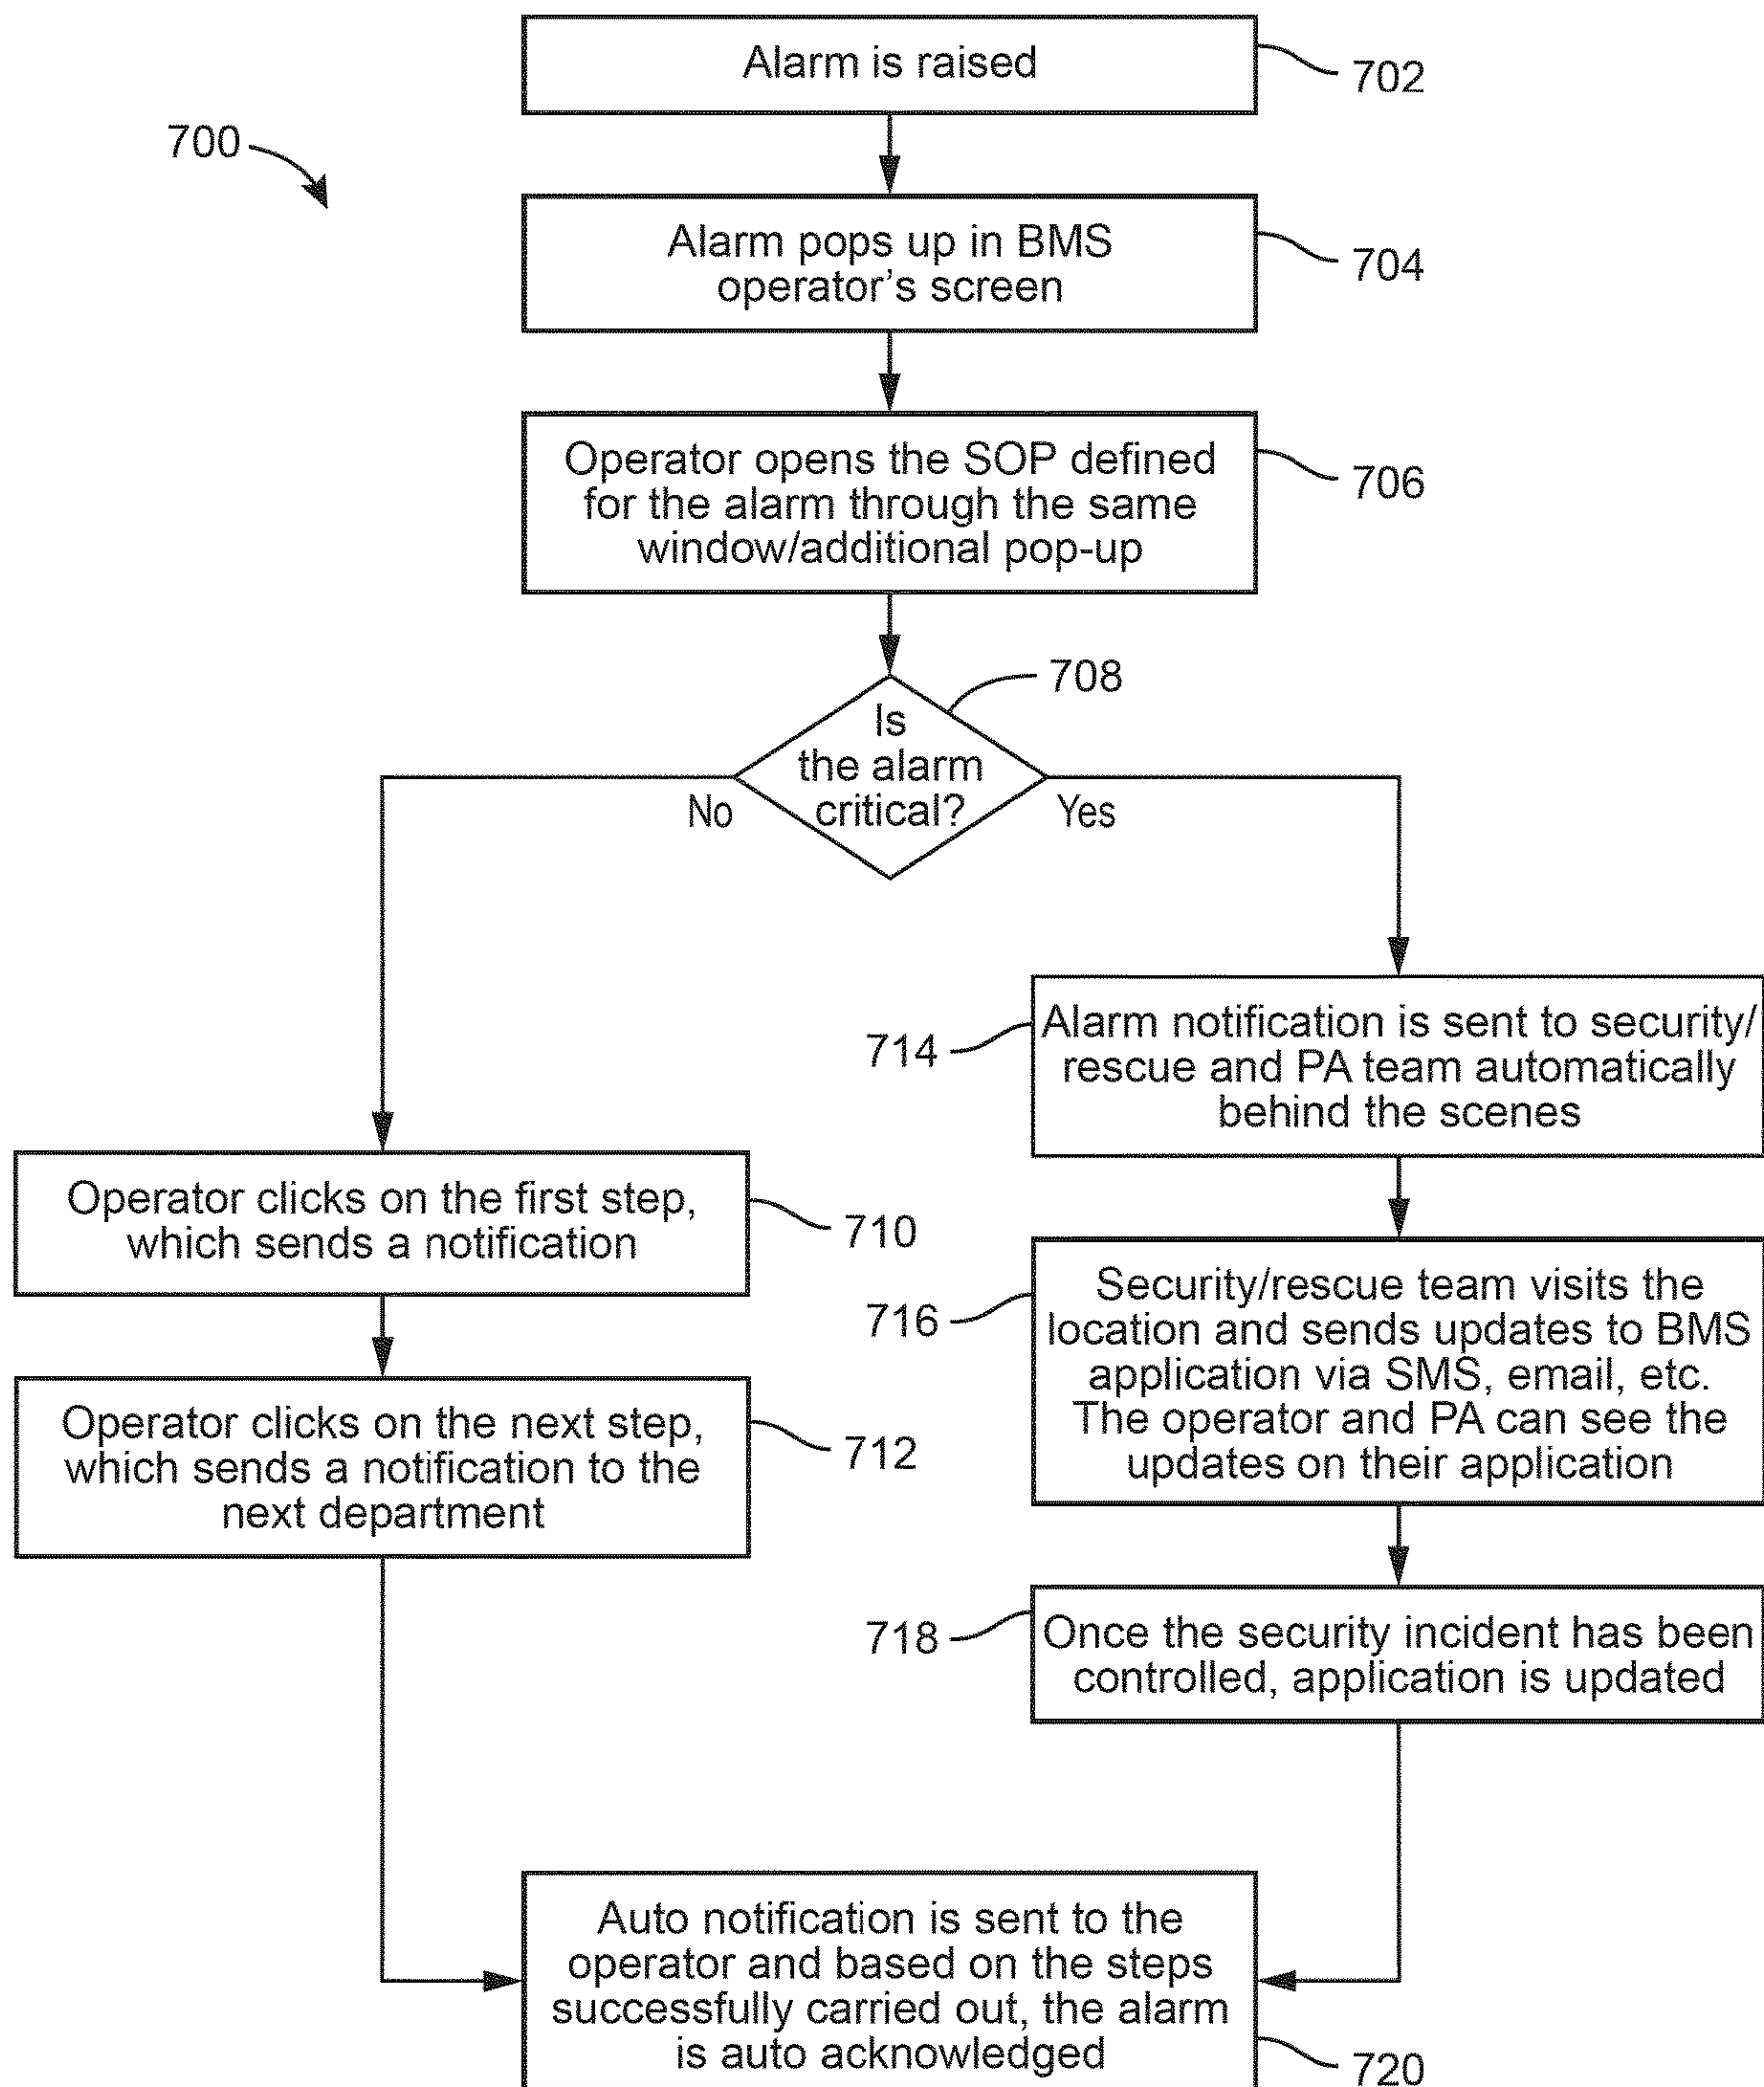 Alarm is raised
702
700
Alarm pops up in BMS
operator's screen
704
Operator opens the SOP defined
for the alarm through the same
window/additional pop-up
706
708
Is
the alarm
critical?
No
Yes
714
Alarm notification is sent to security/
rescue and PA team automatically
behind the scenes
Operator clicks on the first step,
which sends a notification
710
716
Security/rescue team visits the
location and sends updates to BMS
application via SMS, email, etc.
The operator and PA can see the
updates on their application
Operator clicks on the next step,
which sends a notification to the
next department
712
718
Once the security incident has been
controlled, application is updated
Auto notification is sent to the
operator and based on the steps
successfully carried out, the alarm
is auto acknowledged
720